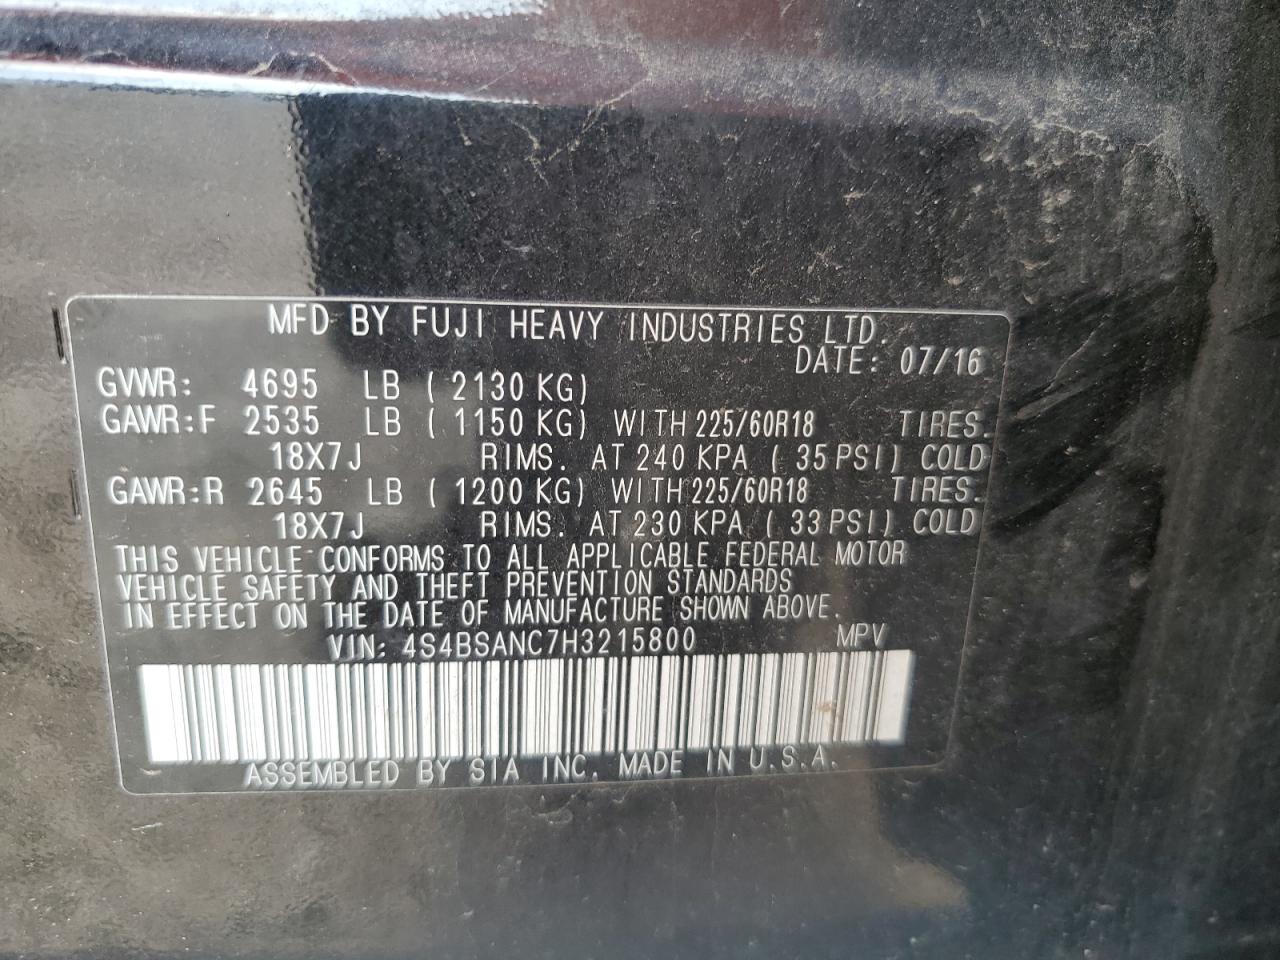 MFD BY FUJI HEAVY INDUSTRIES LTD.
DATE: 07/16
GVWR: 4695 LB ( 2130 KG)
GAWR:F 2535 LB ( 1150 KG) WITH 225/60R18 TIRES.
18X7J RIMS. AT 240 KPA ( 35 PSI) COLD
GAWR:R 2645 LB ( 1200 KG) WITH 225/60R18 TIRES.
18X7J RIMS. AT 230 KPA ( 33 PSI) COLD
THIS VEHICLE CONFORMS TO ALL APPLICABLE FEDERAL MOTOR
VEHICLE SAFETY AND THEFT PREVENTION STANDARDS
IN EFFECT ON THE DATE OF MANUFACTURE SHOWN ABOVE.
VIN: 4S4BSANC7H3215800 MPV
ASSEMBLED BY SIA INC. MADE IN U.S.A.